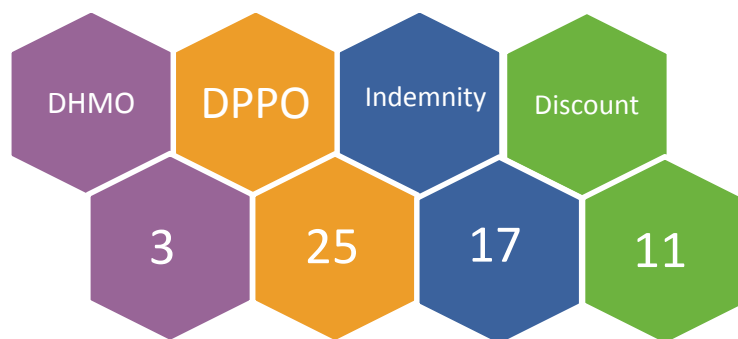 DHMO
DPPO
Indemnity
Discount
3
25
17
11